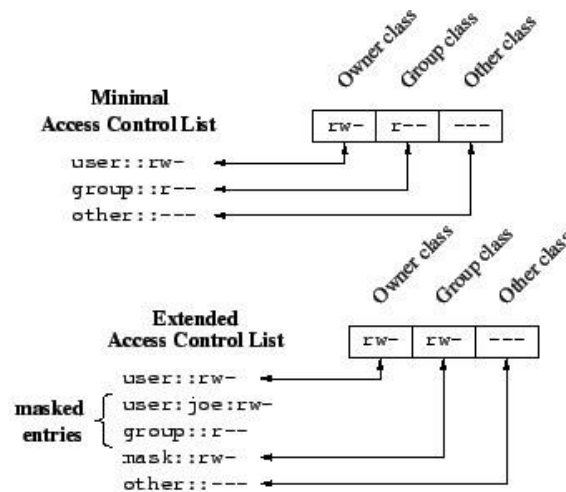 Owner class
Group class
Other class
Minimal
Access Control List
rw- r-- ---
user::rw-
group::r--
other::---
Owner class
Group class
Other class
Extended
Access Control List
rw- rw- ---
user::rw-
masked
entries
user:joe:rw-
group::r--
mask::rw-
other::---